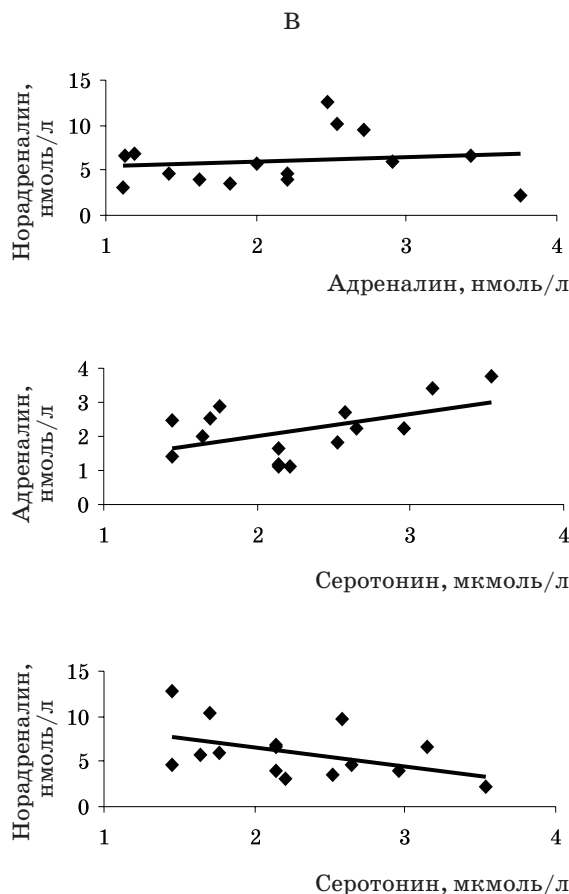 В
Норадреналин,
нмоль/л
15
10
5
0
1 2 3 4
Адреналин, нмоль/л
Адреналин,
нмоль/л
4
3
2
1
0
1 2 3 4
Серотонин, мкмоль/л
Норадреналин,
нмоль/л
15
10
5
0
1 2 3 4
Серотонин, мкмоль/л